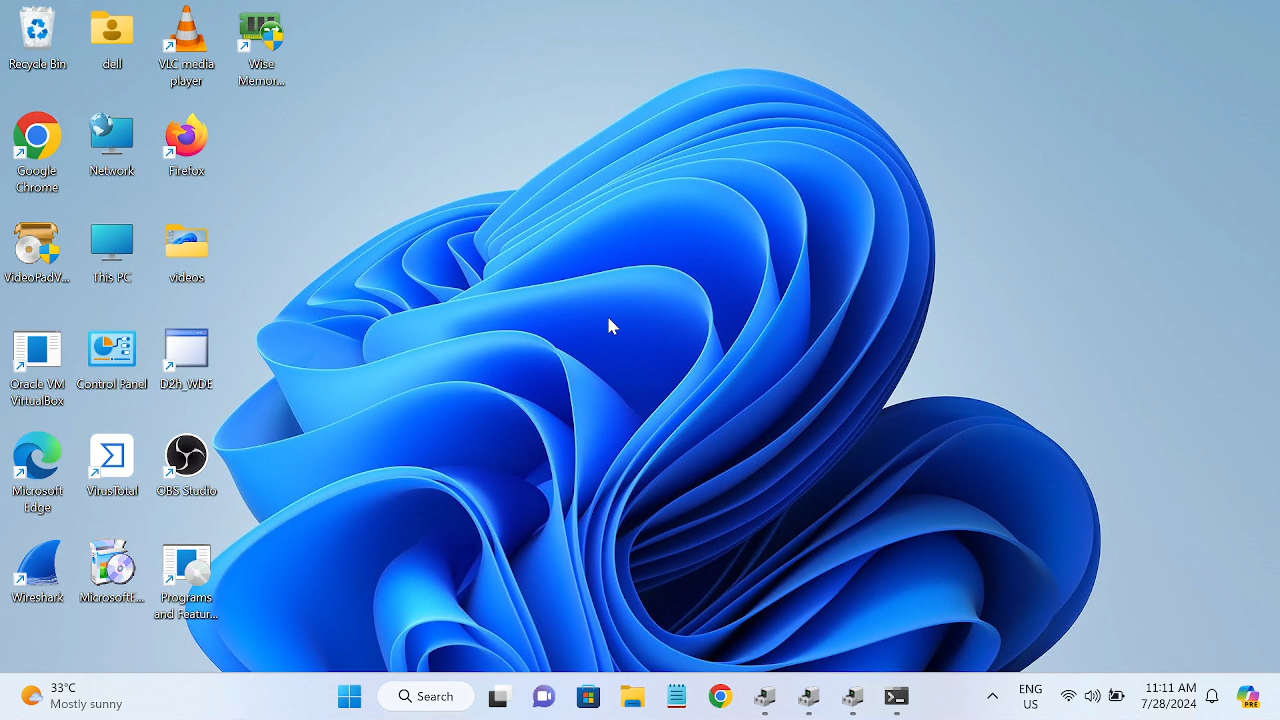 Recycle Bin
dell
VLC media
player
Wise
Memor...
Google
Chrome
Network
Firefox
VideoPadV...
This PC
videos
Oracle VM
VirtualBox
Control Panel
D2h_WDE
Microsoft
Edge
VirusTotal
OBS Studio
Wireshark
MicrosoftE...
Programs
and Featur...
33°C
Mostly sunny
Search
ENG
US
11:11 AM
7/28/2024
PRE